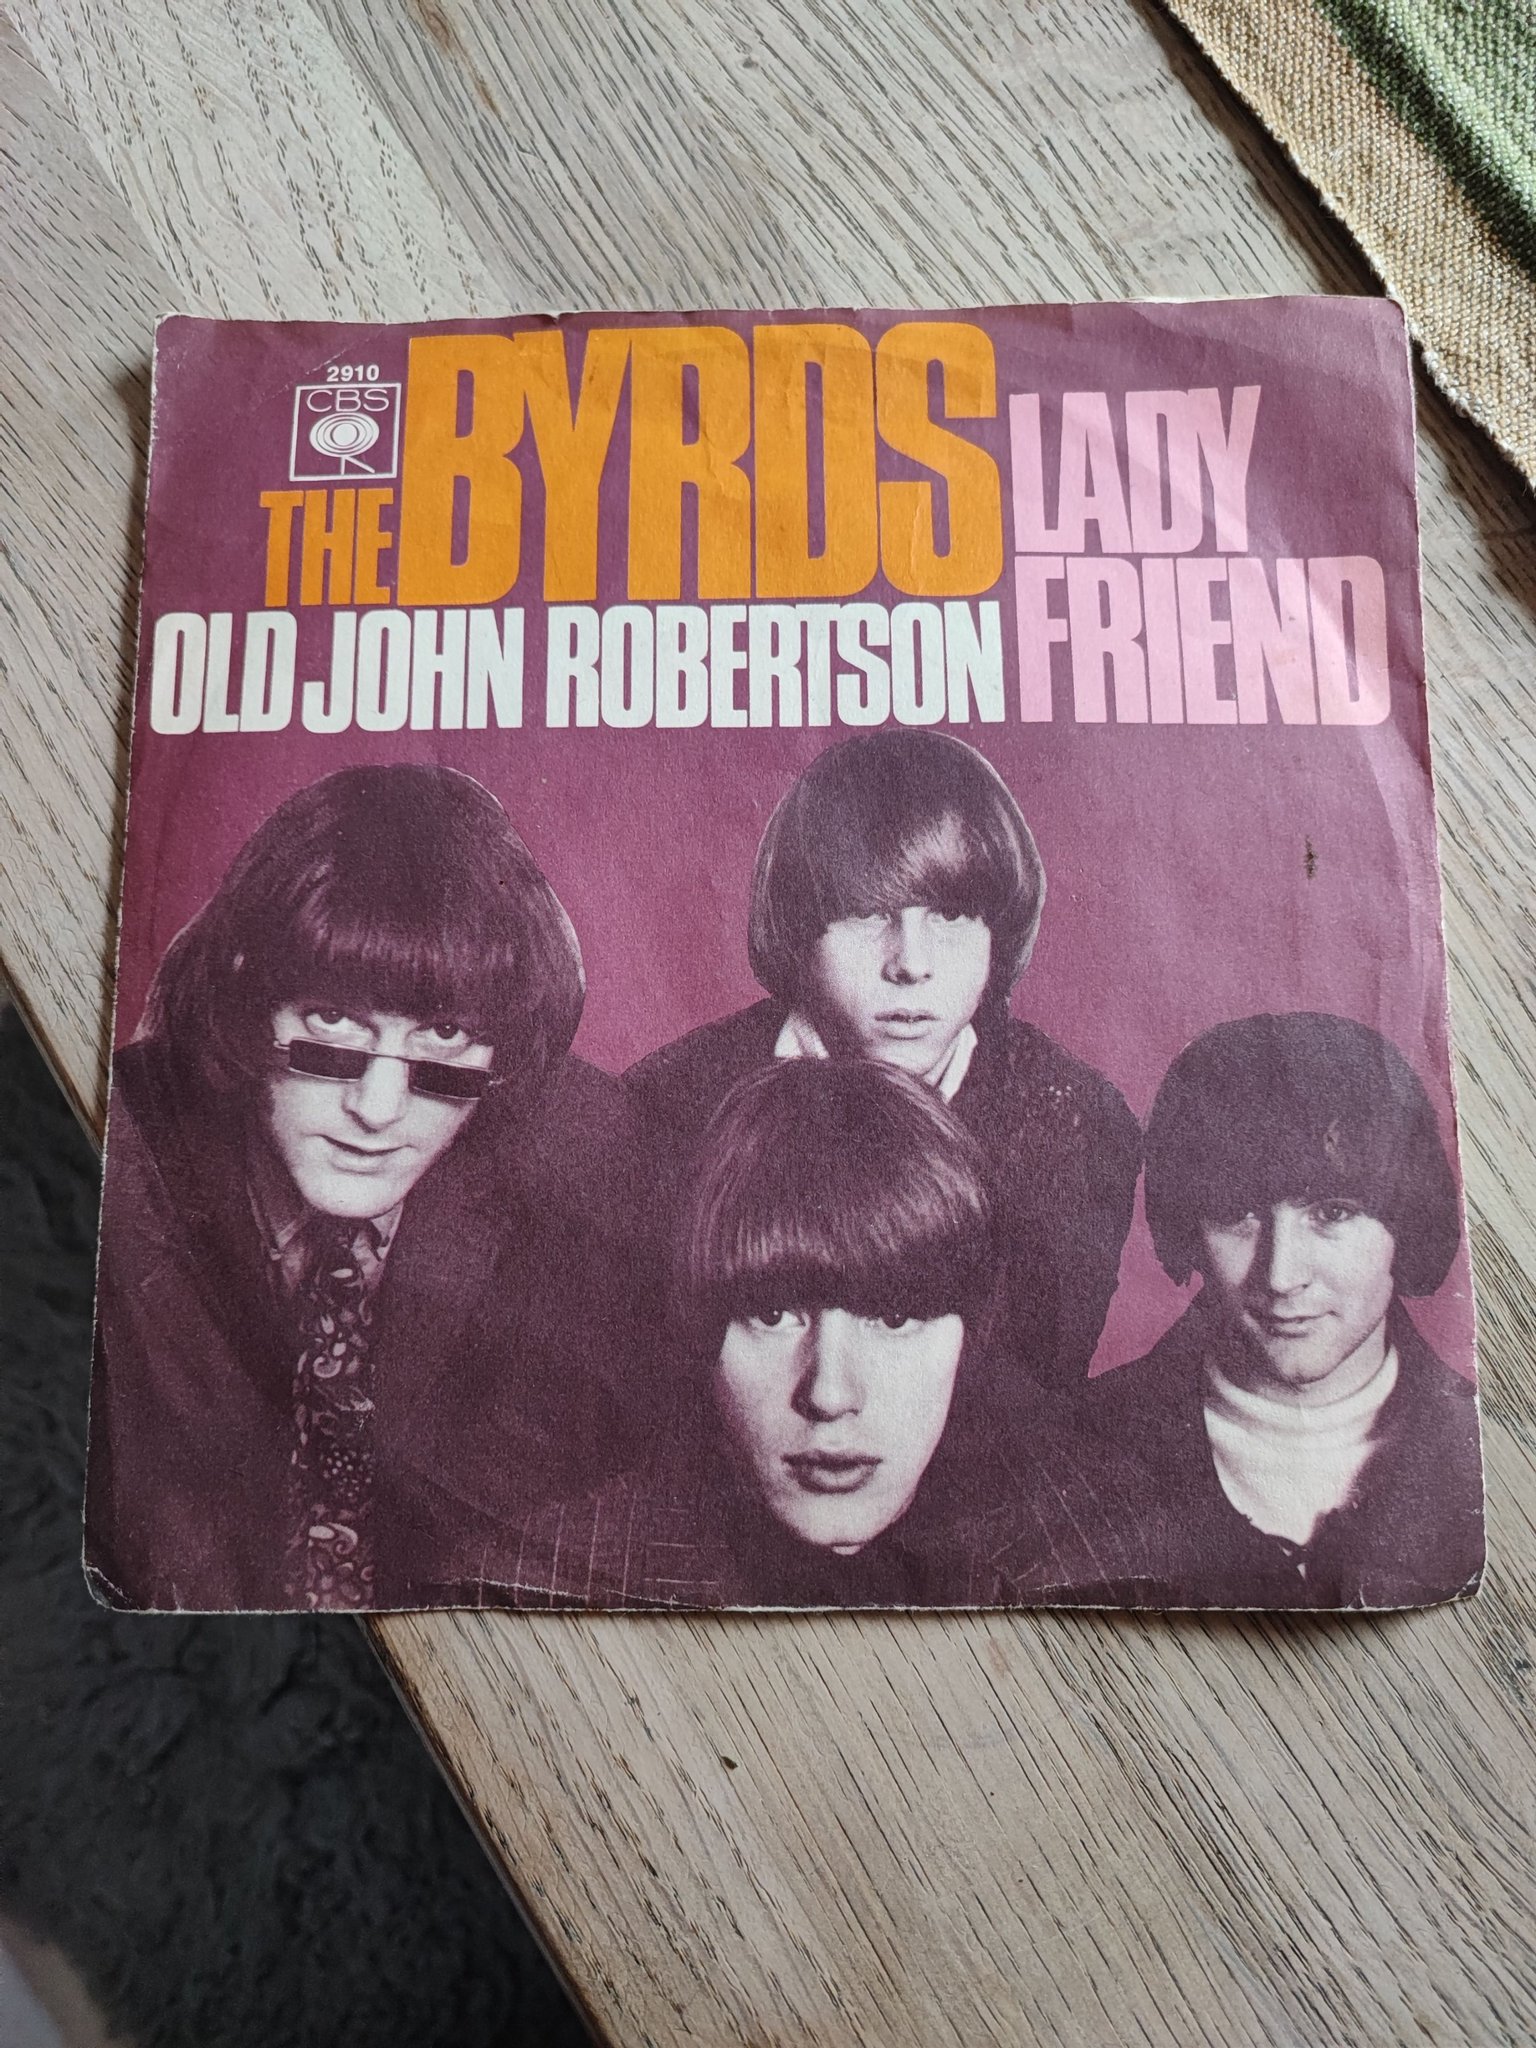 2910
CBS
THE BYRDS
LADY
FRIEND
OLD JOHN ROBERTSON